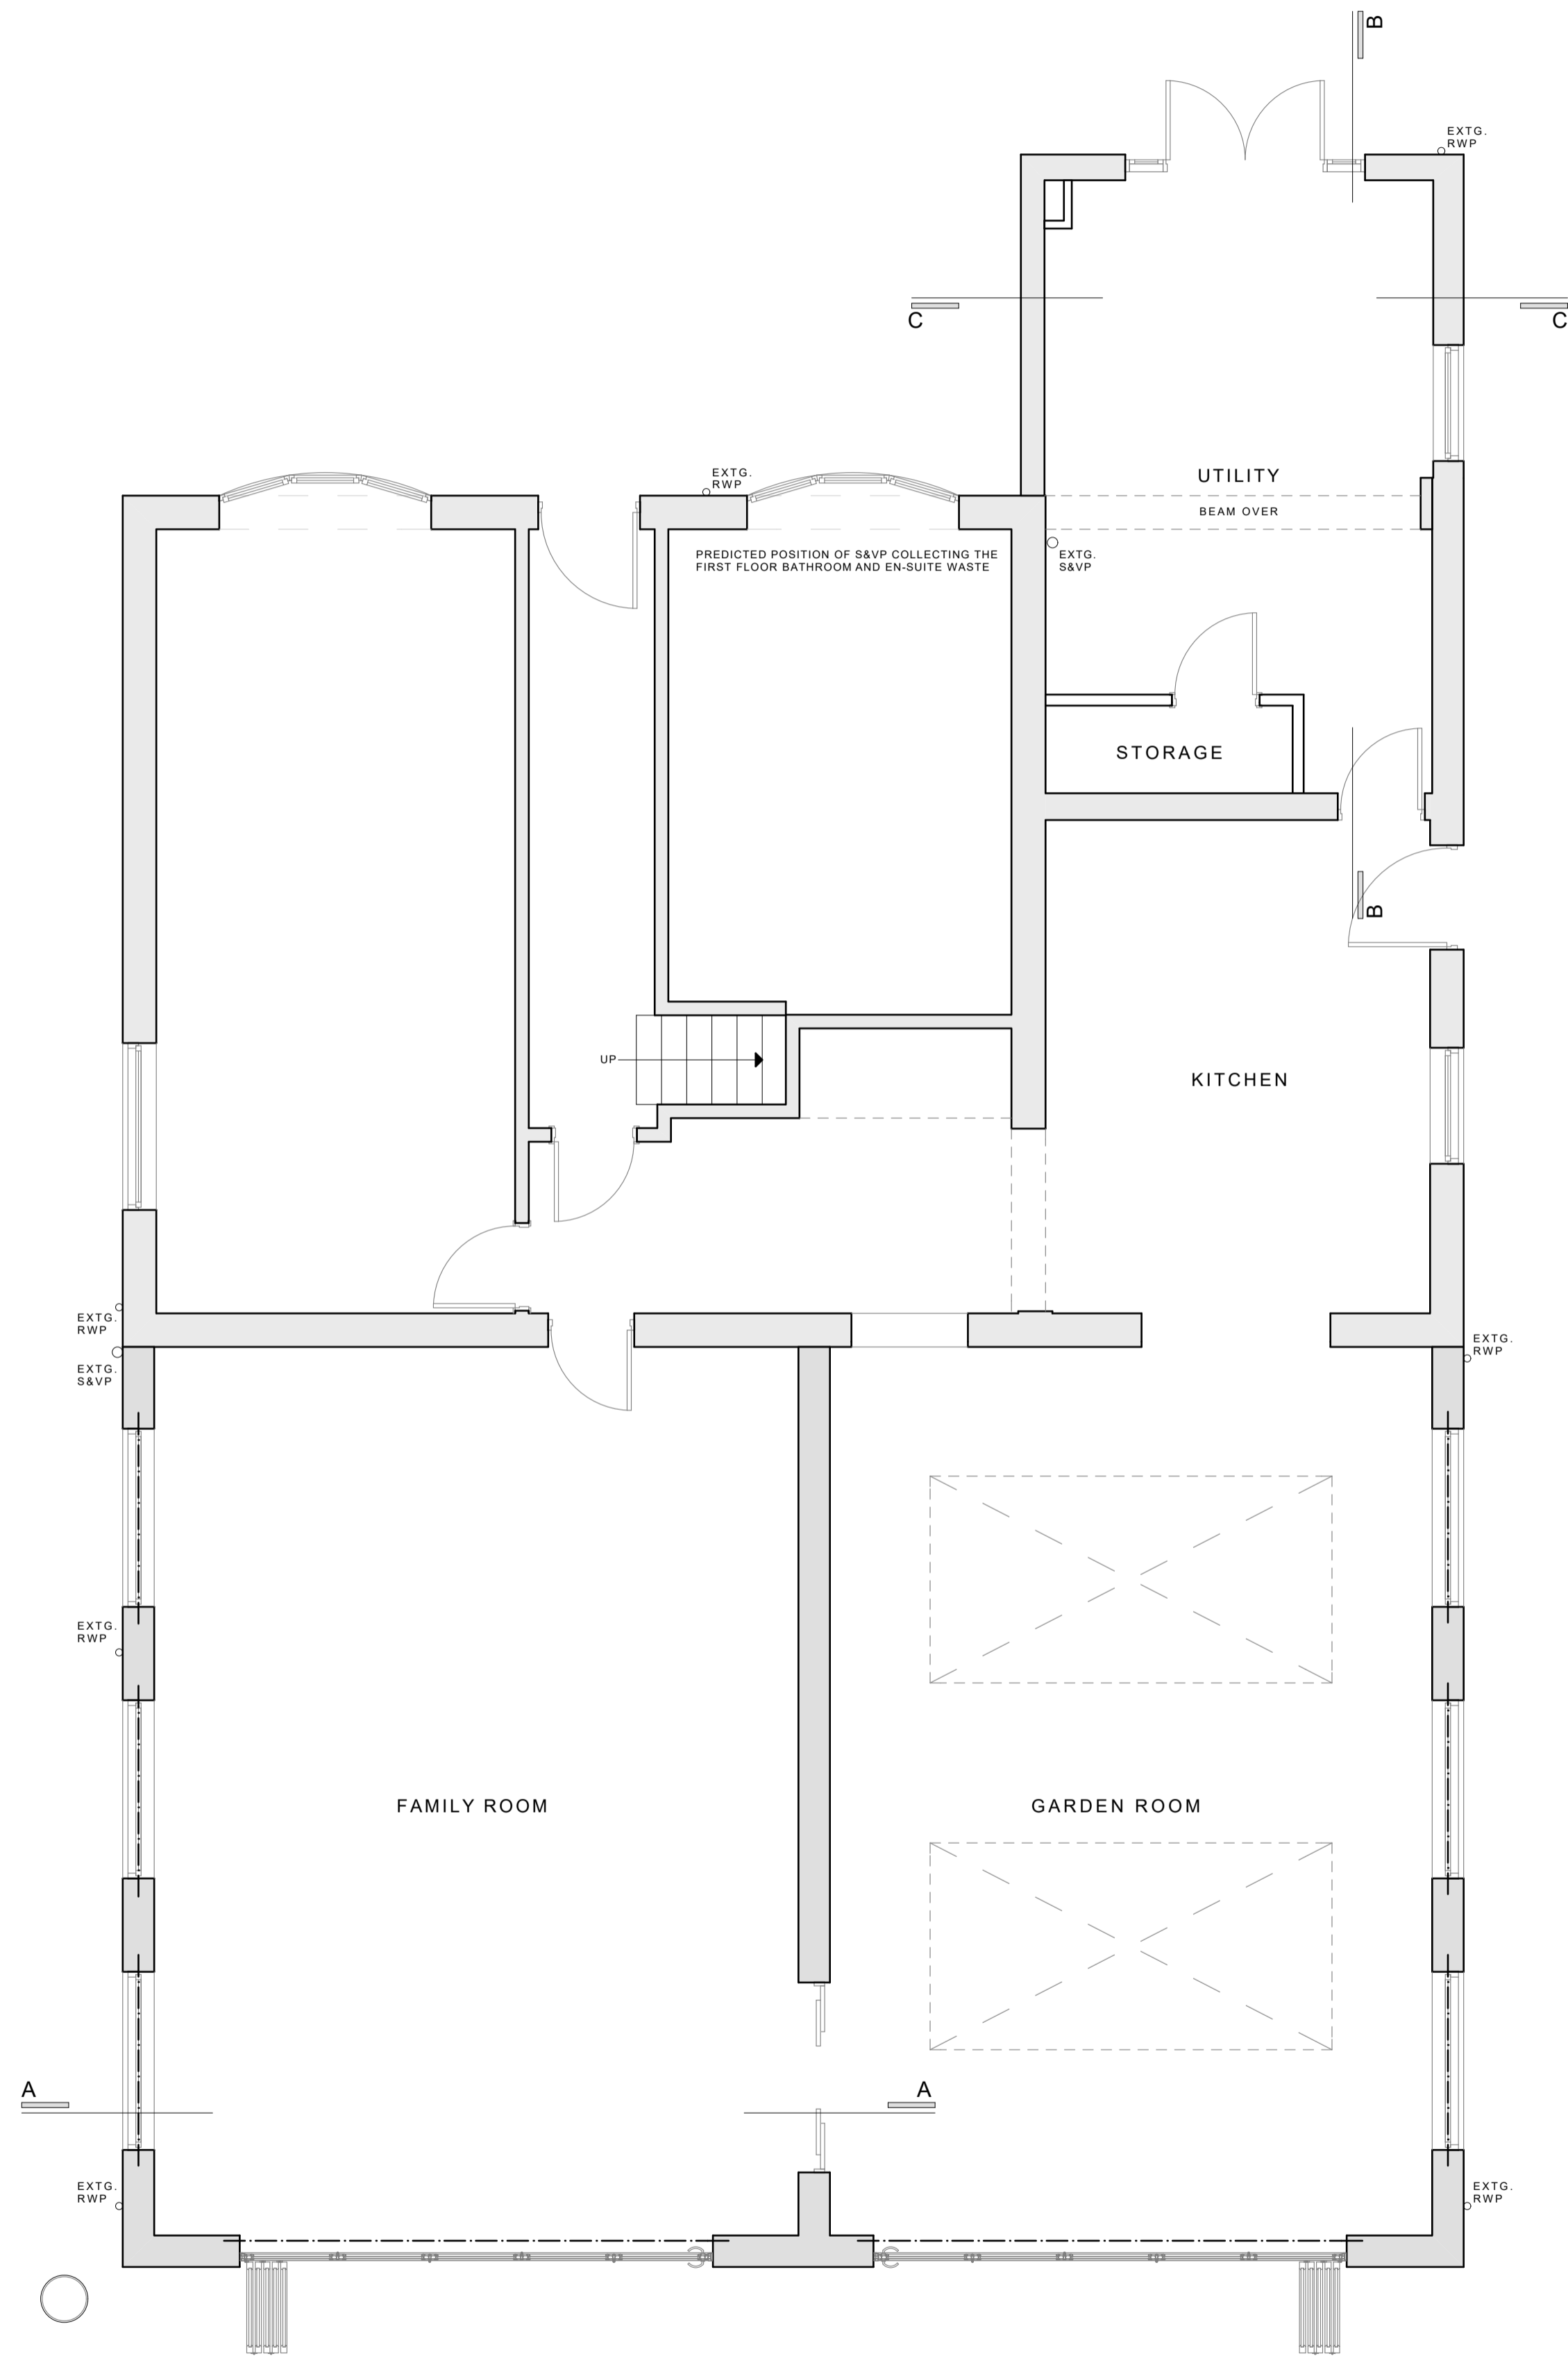 B
EXTG.
RWP
C
C
EXTG.
RWP
UTILITY
BEAM OVER
PREDICTED POSITION OF S&VP COLLECTING THE
FIRST FLOOR BATHROOM AND EN-SUITE WASTE
EXTG.
S&VP
STORAGE
B
UP
KITCHEN
EXTG.
RWP
EXTG.
RWP
EXTG.
S&VP
EXTG.
RWP
FAMILY ROOM
GARDEN ROOM
A
A
EXTG.
RWP
EXTG.
RWP